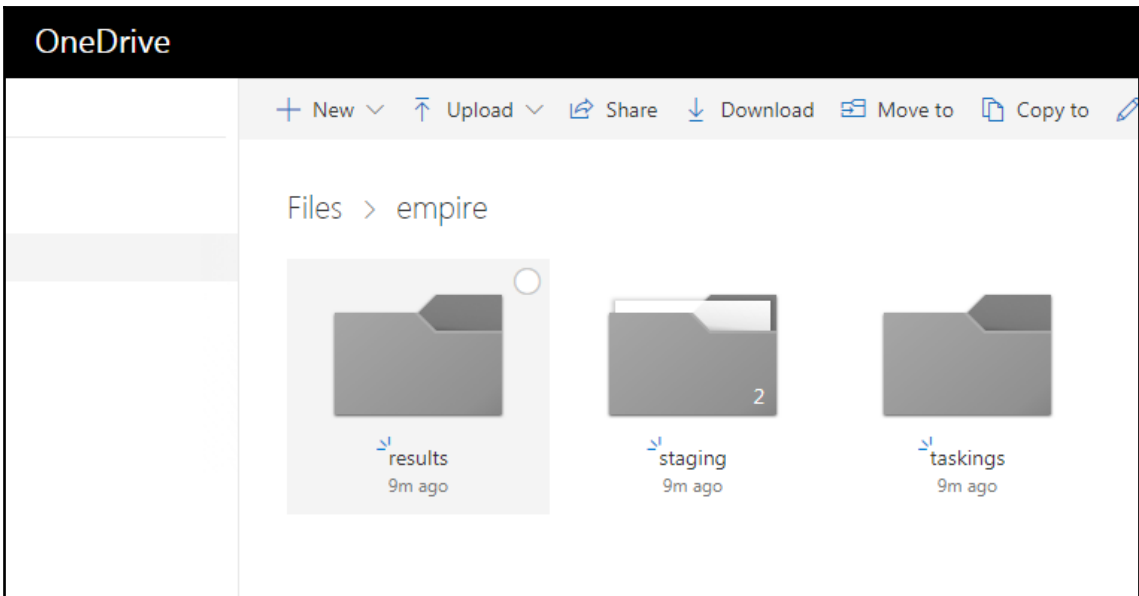 OneDrive
New Upload Share Download Move to Copy to
Files > empire
2
results staging taskings
9m ago 9m ago 9m ago